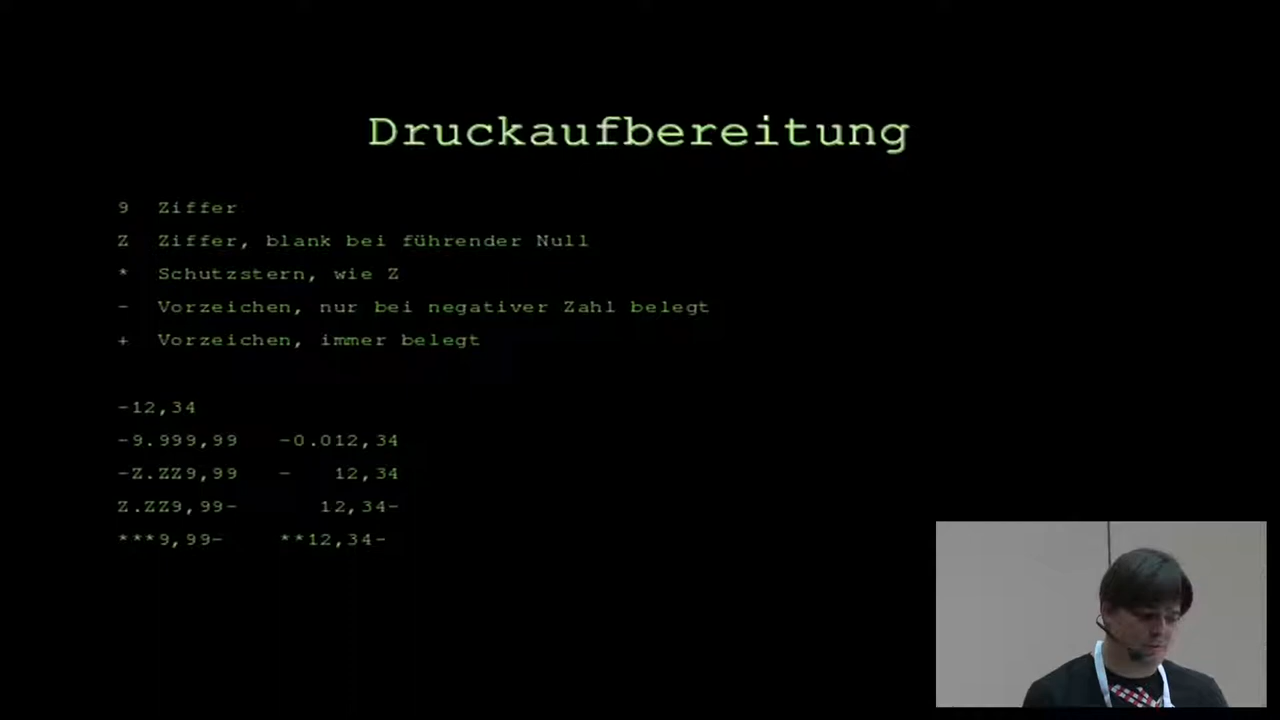 Druckaufbereitung
9 Ziffer
Z Ziffer, blank bei führender Null
* Schutzstern, wie Z
- Vorzeichen, nur bei negativer Zahl belegt
+ Vorzeichen, immer belegt
-12,34
-9.999,99 -0.012,34
-Z.ZZ9,99 -    12,34
Z.ZZ9,99-    12,34-
***9,99- **12,34-